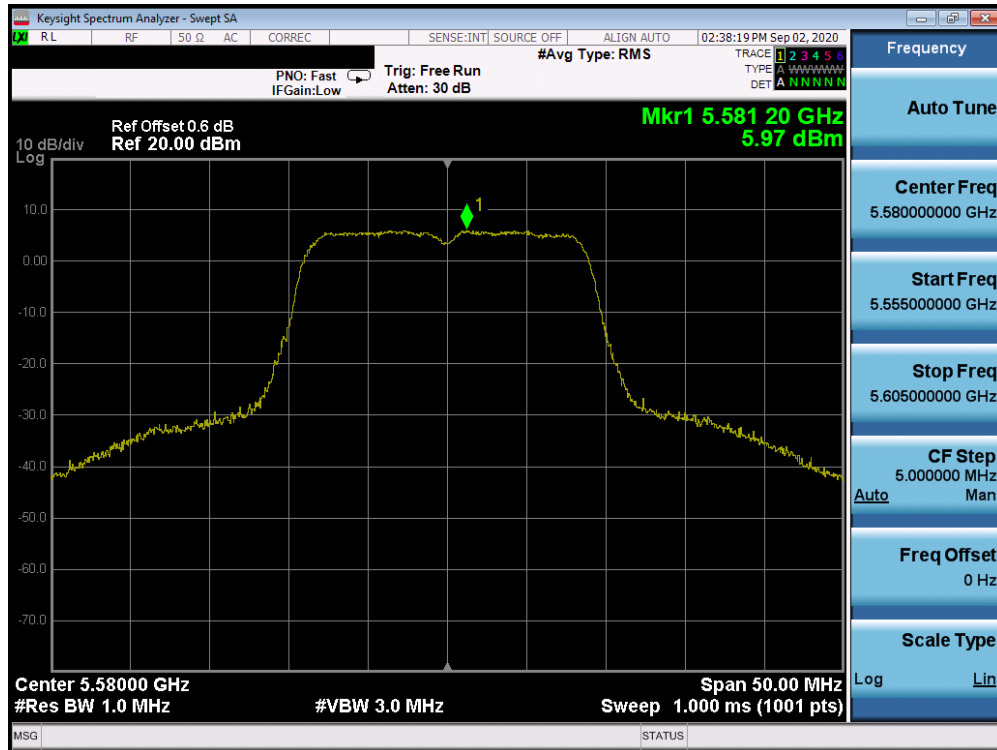 Keysight Spectrum Analyzer - Swept SA
LXI RL RF 50 Ω AC CORREC SENSE:INT SOURCE OFF ALIGN AUTO 02:38:19 PM Sep 02, 2020
#Avg Type: RMS
TRACE 1 2 3 4 5 6
TYPE A WWWWW
DET A N N N N N
PNO: Fast
IFGain:Low
Trig: Free Run
Atten: 30 dB
Mkr1 5.581 20 GHz
5.97 dBm
Ref Offset 0.6 dB
10 dB/div Ref 20.00 dBm
Log
1
10.0
0.00
-10.0
-20.0
-30.0
-40.0
-50.0
-60.0
-70.0
Center 5.58000 GHz Span 50.00 MHz
#Res BW 1.0 MHz #VBW 3.0 MHz Sweep 1.000 ms (1001 pts)
MSG STATUS
Frequency
Auto Tune
Center Freq
5.580000000 GHz
Start Freq
5.555000000 GHz
Stop Freq
5.605000000 GHz
CF Step
5.000000 MHz
Auto Man
Freq Offset
0 Hz
Scale Type
Log Lin